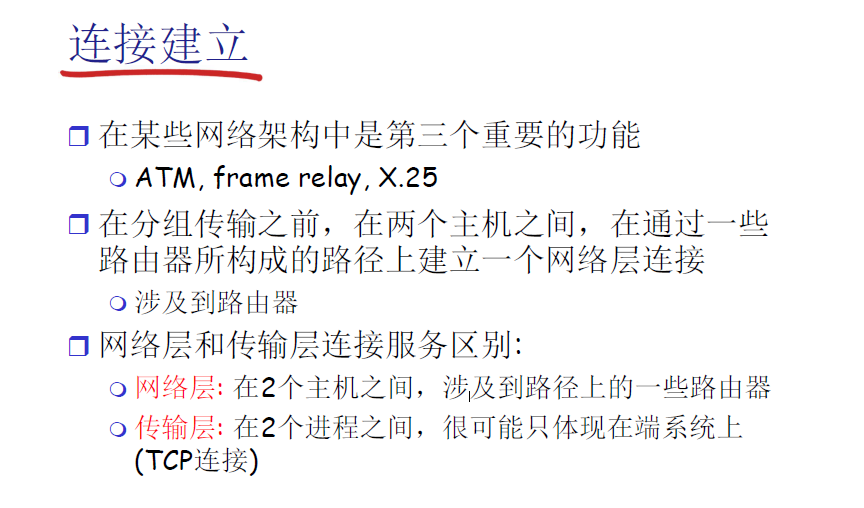 连接建立
在某些网络架构中是第三个重要的功能
ATM, frame relay, X.25
在分组传输之前，在两个主机之间，在通过一些
路由器所构成的路径上建立一个网络层连接
涉及到路由器
网络层和传输层连接服务区别:
网络层: 在2个主机之间，涉及到路径上的一些路由器
传输层: 在2个进程之间，很可能只体现在端系统上
(TCP连接)